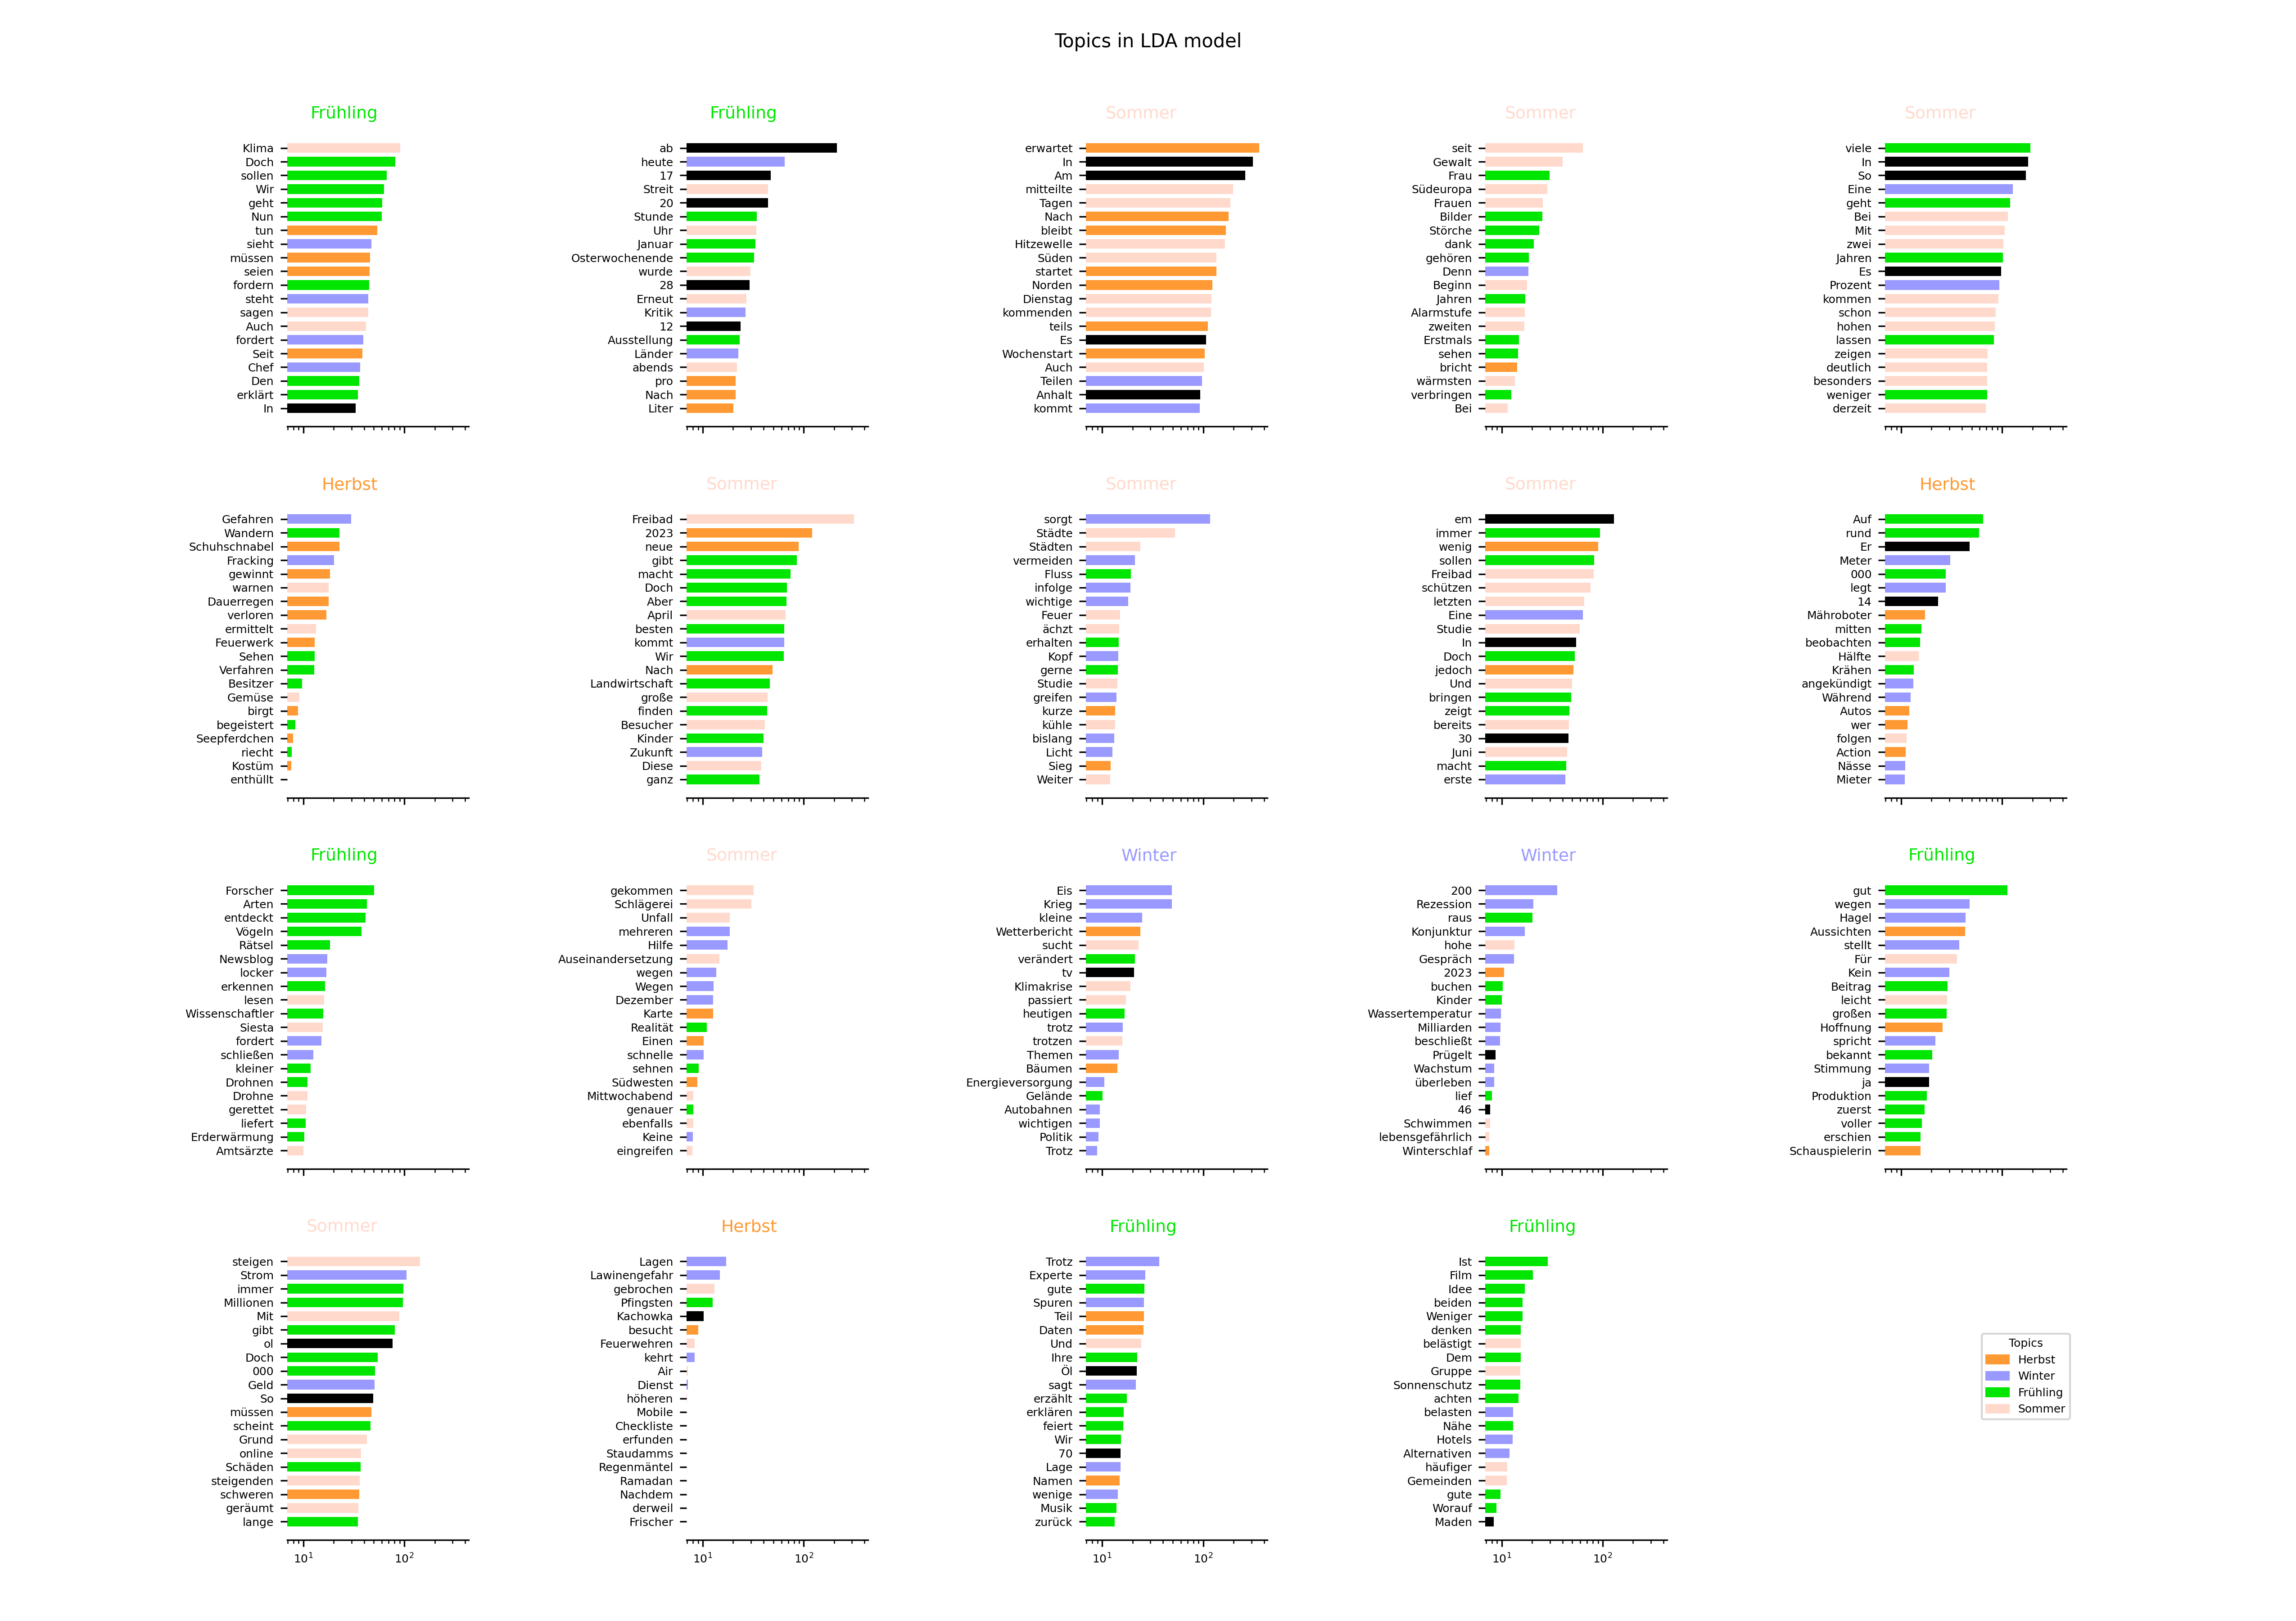 Topics in LDA model
Frühling
Klima
Doch
sollen
Wir
geht
Nun
tun
sieht
müssen
seien
fordern
steht
sagen
Auch
fordert
Seit
Chef
Den
erklärt
In
Frühling
ab
heute
17
Streit
20
Stunde
Uhr
Januar
Osterwochenende
wurde
28
Erneut
Kritik
12
Ausstellung
Länder
abends
pro
Nach
Liter
Sommer
erwartet
In
Am
mitteilte
Tagen
Nach
bleibt
Hitzewelle
Süden
startet
Norden
Dienstag
kommenden
teils
Es
Wochenstart
Auch
Teilen
Anhalt
kommt
Sommer
seit
Gewalt
Frau
Südeuropa
Frauen
Bilder
Störche
dank
gehören
Denn
Beginn
Jahren
Alarmstufe
zweiten
Erstmals
sehen
bricht
wärmsten
verbringen
Bei
Sommer
viele
In
So
Eine
geht
Bei
Mit
zwei
Jahren
Es
Prozent
kommen
schon
hohen
lassen
zeigen
deutlich
besonders
weniger
derzeit
Herbst
Gefahren
Wandern
Schuhschnabel
Fracking
gewinnt
warnen
Dauerregen
verloren
ermittelt
Feuerwerk
Sehen
Verfahren
Besitzer
Gemüse
birgt
begeistert
Seepferdchen
riecht
Kostüm
enthüllt
Sommer
Freibad
2023
neue
gibt
macht
Doch
Aber
April
besten
kommt
Wir
Nach
Landwirtschaft
große
finden
Besucher
Kinder
Zukunft
Diese
ganz
Sommer
sorgt
Städte
Städten
vermeiden
Fluss
infolge
wichtige
Feuer
ächzt
erhalten
Kopf
gerne
Studie
greifen
kurze
kühle
bislang
Licht
Sieg
Weiter
Sommer
em
immer
wenig
sollen
Freibad
schützen
letzten
Eine
Studie
In
Doch
jedoch
Und
bringen
zeigt
bereits
30
Juni
macht
erste
Herbst
Auf
rund
Er
Meter
000
legt
14
Mähroboter
mitten
beobachten
Hälfte
Krähen
angekündigt
Während
Autos
wer
folgen
Action
Nässe
Mieter
Frühling
Forscher
Arten
entdeckt
Vögeln
Rätsel
Newsblog
locker
erkennen
lesen
Wissenschaftler
Siesta
fordert
schließen
kleiner
Drohnen
Drohne
gerettet
liefert
Erderwärmung
Amtsärzte
Sommer
gekommen
Schlägerei
Unfall
mehreren
Hilfe
Auseinandersetzung
wegen
Wegen
Dezember
Karte
Realität
Einen
schnelle
sehnen
Südwesten
Mittwochabend
genauer
ebenfalls
Keine
eingreifen
Winter
Eis
Krieg
kleine
Wetterbericht
sucht
verändert
tv
Klimakrise
passiert
heutigen
trotz
trotzen
Themen
Bäumen
Energieversorgung
Gelände
Autobahnen
wichtigen
Politik
Trotz
Winter
200
Rezession
raus
Konjunktur
hohe
Gespräch
2023
buchen
Kinder
Wassertemperatur
Milliarden
beschließt
Prügelt
Wachstum
überleben
lief
46
Schwimmen
lebensgefährlich
Winterschlaf
Frühling
gut
wegen
Hagel
Aussichten
stellt
Für
Kein
Beitrag
leicht
großen
Hoffnung
spricht
bekannt
Stimmung
ja
Produktion
zuerst
voller
erschien
Schauspielerin
Sommer
steigen
Strom
immer
Millionen
Mit
gibt
ol
Doch
000
Geld
So
müssen
scheint
Grund
online
Schäden
steigenden
schweren
geräumt
lange
10¹ 10²
Herbst
Lagen
Lawinengefahr
gebrochen
Pfingsten
Kachowka
besucht
Feuerwehren
kehrt
Air
Dienst
höheren
Mobile
Checkliste
erfunden
Staudamms
Regenmäntel
Ramadan
Nachdem
derweil
Frischer
10¹ 10²
Frühling
Trotz
Experte
gute
Spuren
Teil
Daten
Und
Ihre
Öl
sagt
erzählt
erklären
feiert
Wir
70
Lage
Namen
wenige
Musik
zurück
10¹ 10²
Frühling
Ist
Film
Idee
beiden
Weniger
denken
belästigt
Dem
Gruppe
Sonnenschutz
achten
belasten
Nähe
Hotels
Alternativen
häufiger
Gemeinden
gute
Worauf
Maden
10¹ 10²
Topics
Herbst
Winter
Frühling
Sommer